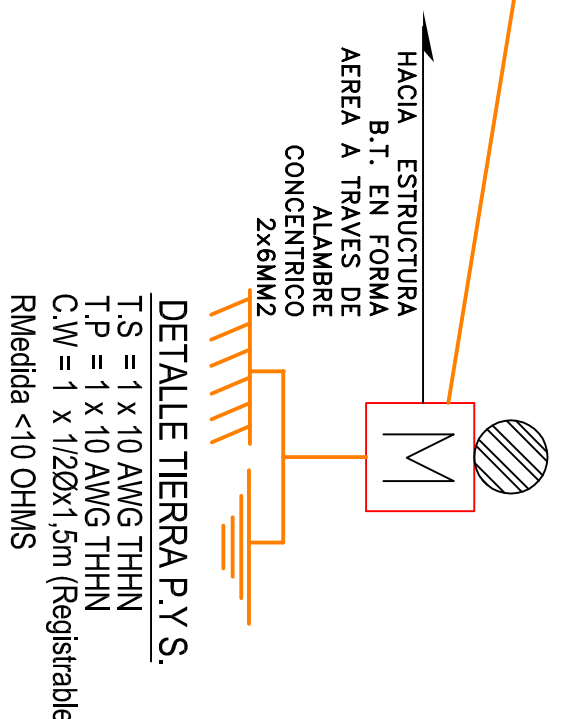 HACIA ESTRUCTURA
B.T. EN FORMA
AEREA A TRAVES DE
ALAMBRE
CONCENTRICO
2x6MM2
M
DETALLE TIERRA P.Y S.
T.S = 1 x 10 AWG THHN
T.P = 1 x 10 AWG THHN
C.W = 1 x 1/2Øx1,5m (Registrable
RMedida <10 OHMS